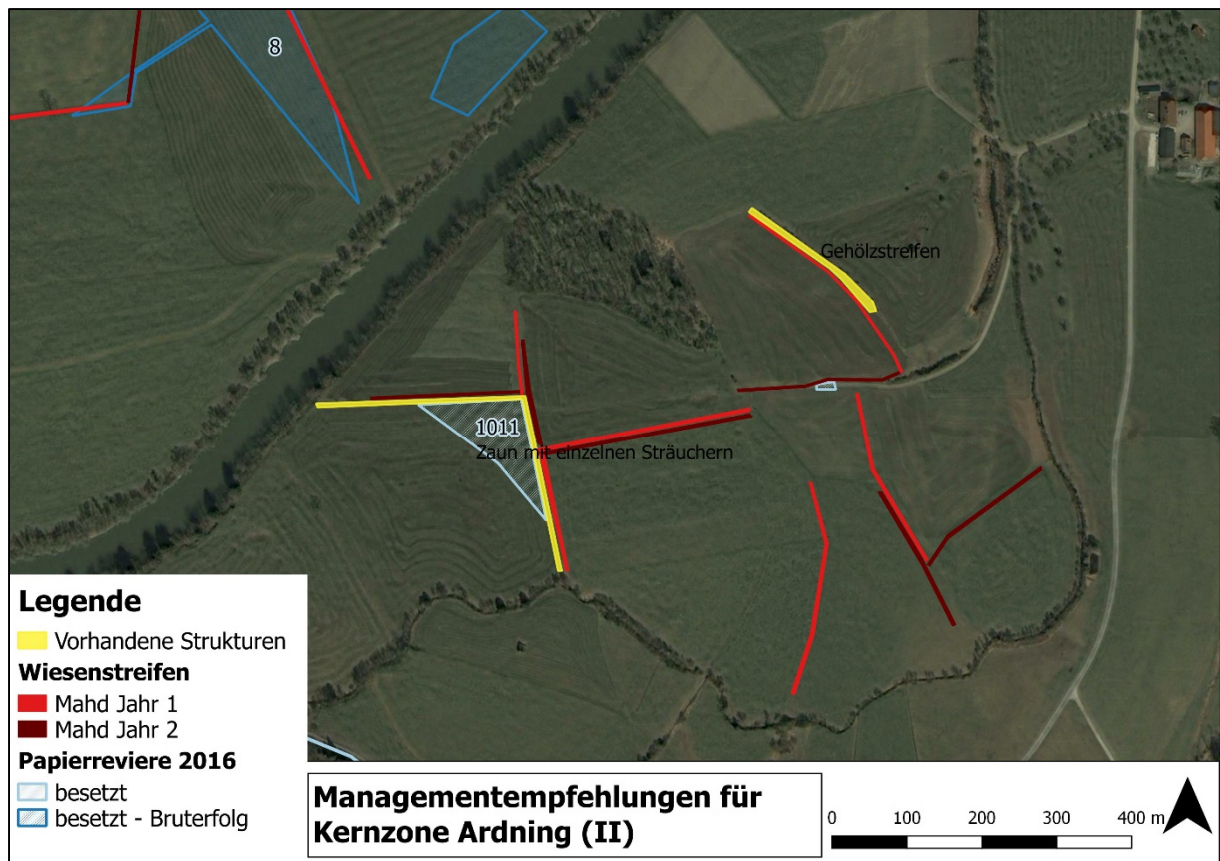 8
Gehölzstreifen
1011
Zaun mit einzelnen Sträuchern
Legende
Vorhandene Strukturen
Wiesenstreifen
Mahd Jahr 1
Mahd Jahr 2
Papierreviere 2016
besetzt
besetzt - Bruterfolg
Managementempfehlungen für
Kernzone Ardning (II)
0 100 200 300 400 m